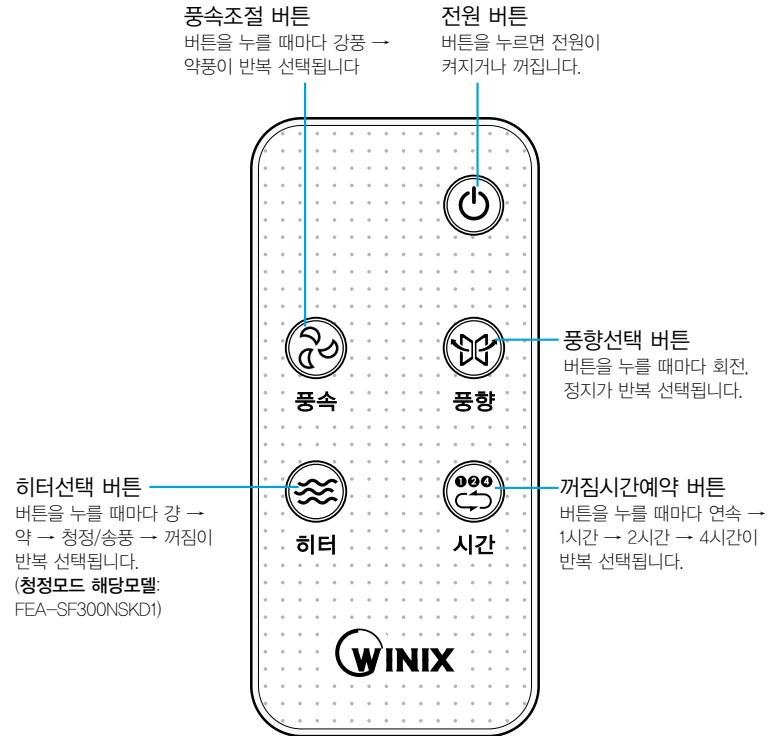 풍속조절 버튼
버튼을 누를 때마다 강풍 →
약풍이 반복 선택됩니다
전원 버튼
버튼을 누르면 전원이
켜지거나 꺼집니다.
풍속
풍향
풍향선택 버튼
버튼을 누를 때마다 회전,
정지가 반복 선택됩니다.
히터선택 버튼
버튼을 누를 때마다 걍 →
약 → 청정/송풍 → 꺼짐이
반복 선택됩니다.
(청정모드 해당모델:
FEA-SF300NSKD1)
히터
1 2 4
시간
꺼짐시간예약 버튼
버튼을 누를 때마다 연속 →
1시간 → 2시간 → 4시간이
반복 선택됩니다.
WINIX